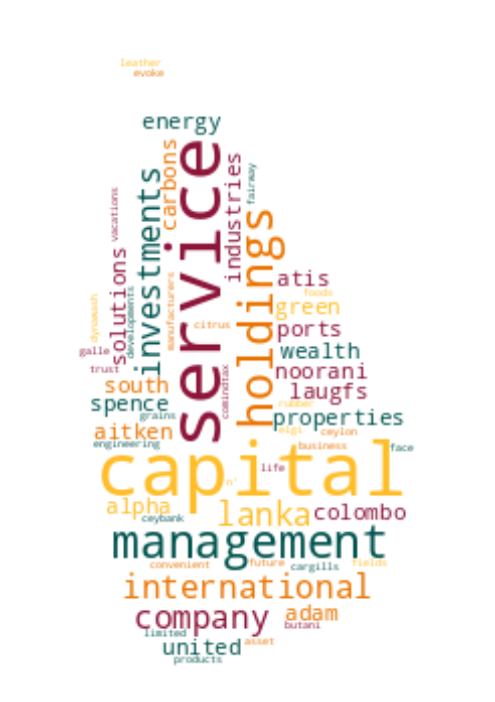 leather
evoke
energy
carbons
service
industries
fairway
investments
vacations
holdings
solutions
developments
manufacturers
atis
foods
dynawash
green
citrus
ports
galle
wealth
trust
comindtax
noorani
south
laugfs
spence
rubber
grains
properties
aitken
elgi
ceylon
engineering
business
face
capital
life
n'
alpha
lanka
colombo
ceybank
management
convenient
future
cargills
fields
international
company
adam
butani
limited
united
asset
products